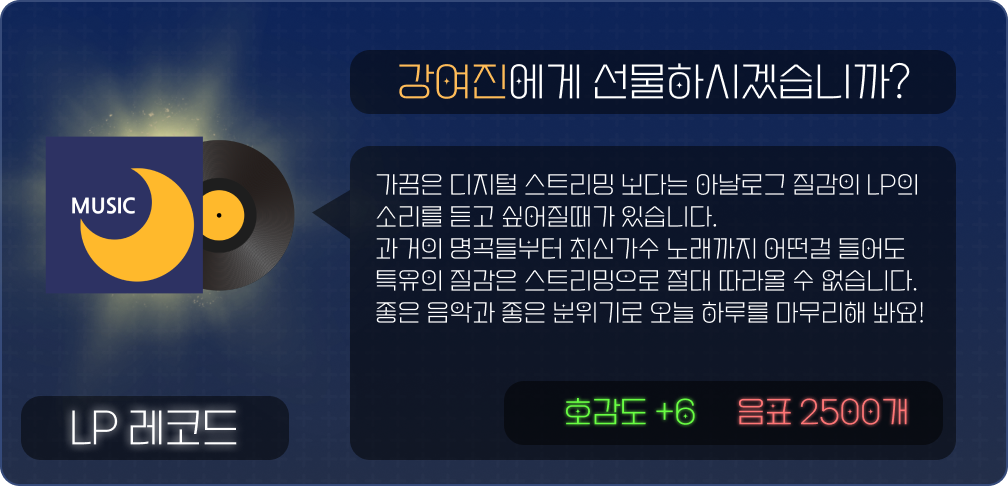 강여진에게 선물하시겠습니까?
MUSIC
가끔은 디지털 스트리밍 보다는 아날로그 질감의 LP의
소리를 듣고 싶어질때가 있습니다.
과거의 명곡들부터 최신가수 노래까지 어떤걸 들어도
특유의 질감은 스트리밍으로 절대 따라올 수 없습니다.
좋은 음악과 좋은 분위기로 오늘 하루를 마무리해 봐요!
LP 레코드
호감도 +6 음표 2500개